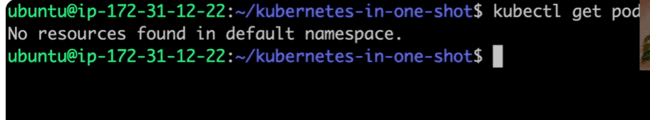 ubuntu@ip-172-31-12-22:~/kubernetes-in-one-shot$ kubectl get pod
No resources found in default namespace.
ubuntu@ip-172-31-12-22:~/kubernetes-in-one-shot$